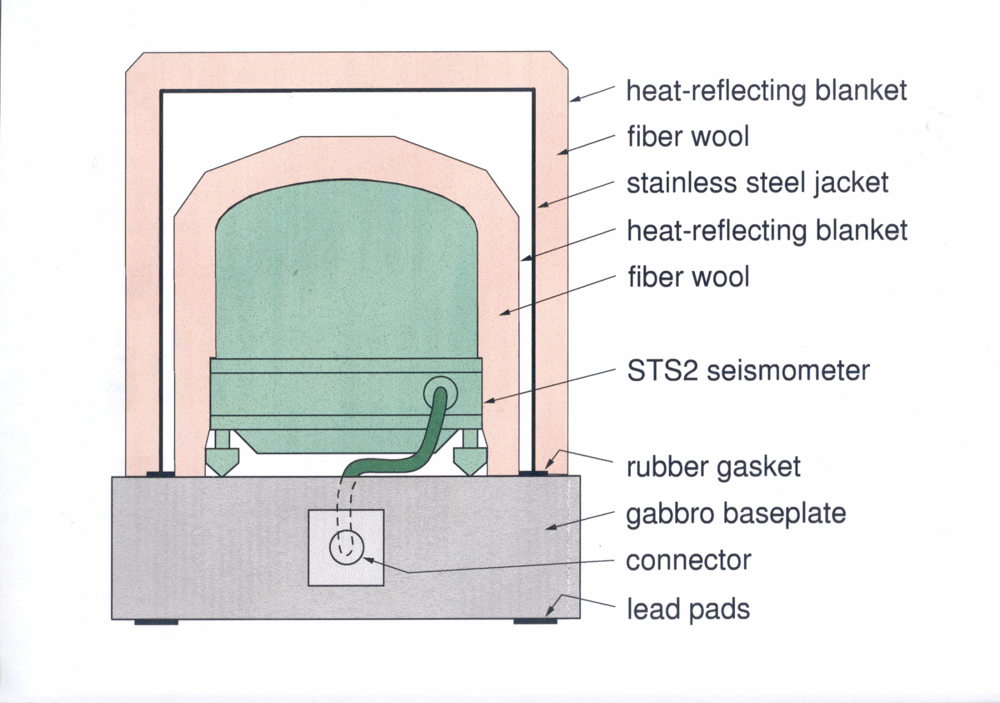 heat-reflecting blanket
fiber wool
stainless steel jacket
heat-reflecting blanket
fiber wool
STS2 seismometer
rubber gasket
gabbro baseplate
connector
lead pads